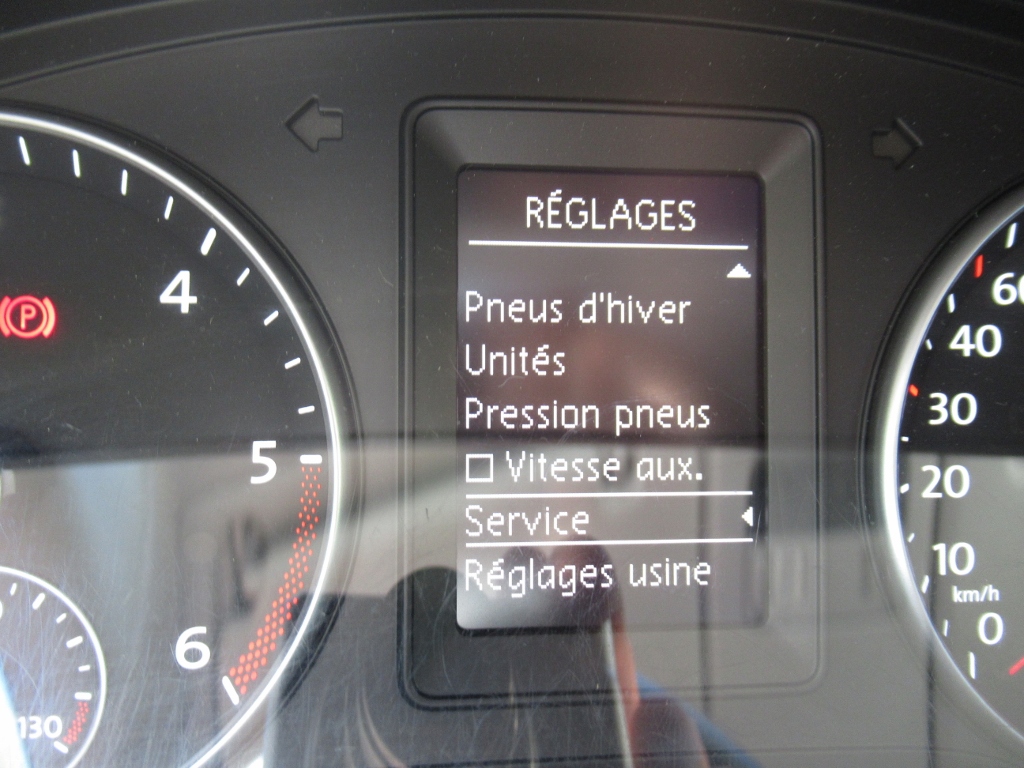 RÉGLAGES
Pneus d'hiver
Unités
Pression pneus
Vitesse aux.
Service
Réglages usine
4
5
6
P
130
60
40
30
20
10
km/h
0